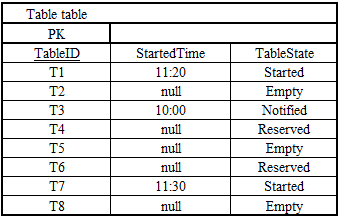 Table table
PK
TableID StartedTime TableState
T1 11:20 Started
T2 null Empty
T3 10:00 Notified
T4 null Reserved
T5 null Empty
T6 null Reserved
T7 11:30 Started
T8 null Empty